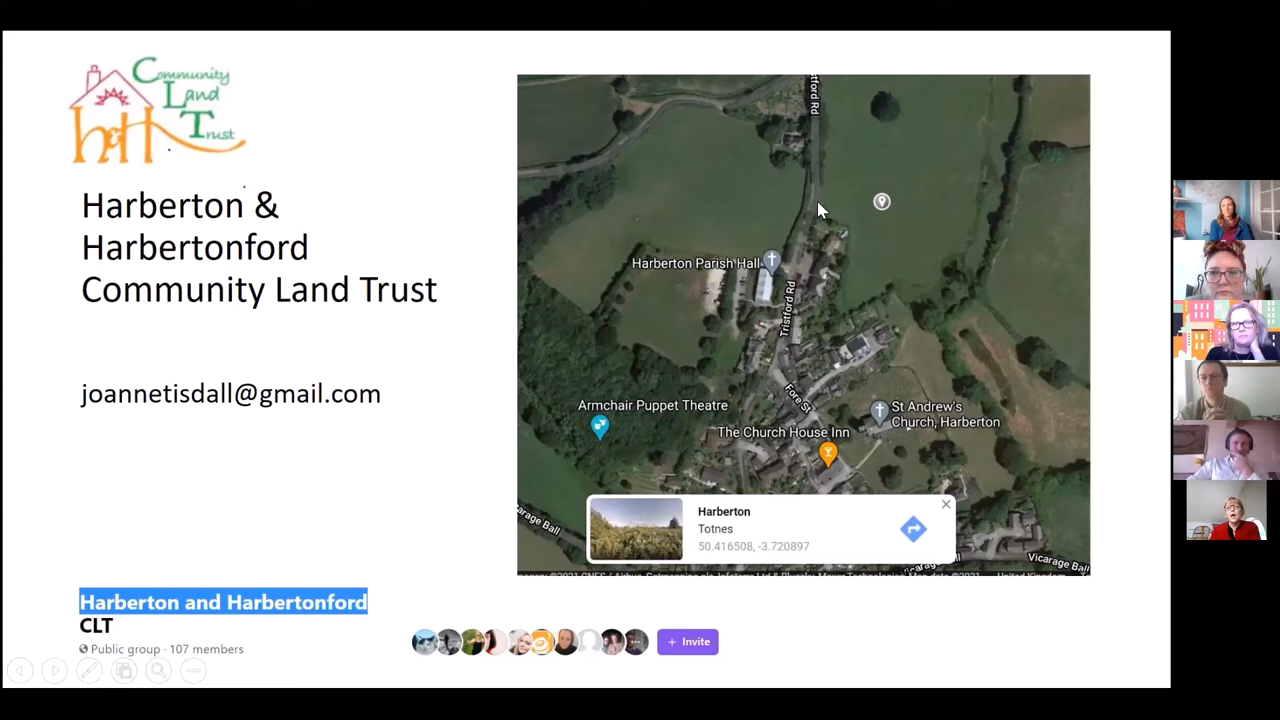 Community
Land
Trust
h&H
Harberton &
Harbertonford
Community Land Trust
joannetisdall@gmail.com
tford Rd
Harberton Parish Hall
Tristford Rd
Fore St
Armchair Puppet Theatre
St Andrew's
Church, Harberton
The Church House Inn
Harberton
Totnes
50.416508, -3.720897
carage Ball
Vicarage Ball
Harberton and Harbertonford
CLT
Public group · 107 members
+ Invite